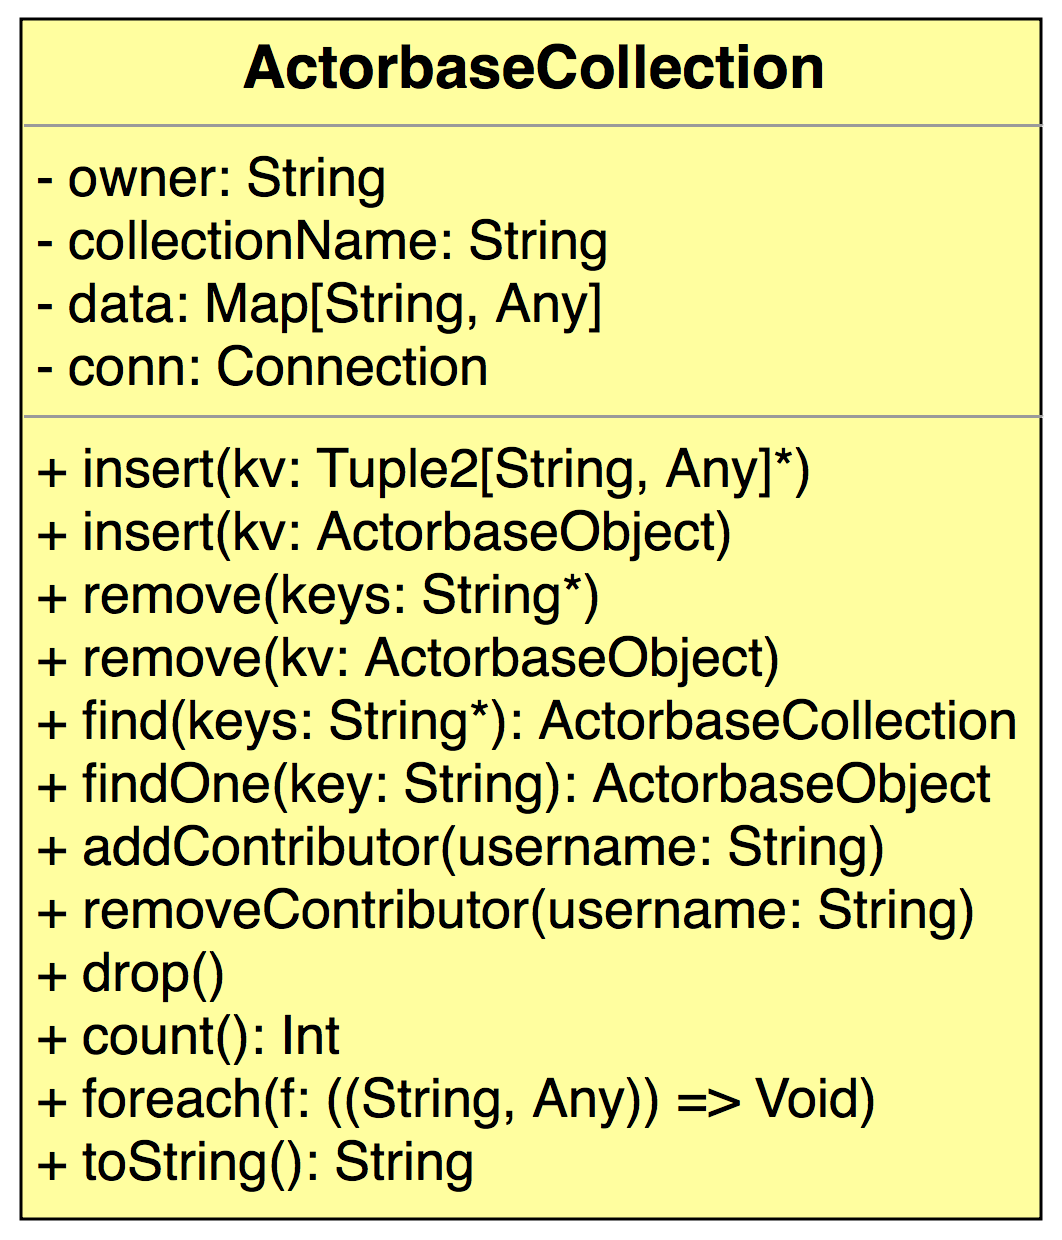 ActorbaseCollection
- owner: String
- collectionName: String
- data: Map[String, Any]
- conn: Connection
+ insert(kv: Tuple2[String, Any]*)
+ insert(kv: ActorbaseObject)
+ remove(keys: String*)
+ remove(kv: ActorbaseObject)
+ find(keys: String*): ActorbaseCollection
+ findOne(key: String): ActorbaseObject
+ addContributor(username: String)
+ removeContributor(username: String)
+ drop()
+ count(): Int
+ foreach(f: ((String, Any)) => Void)
+ toString(): String